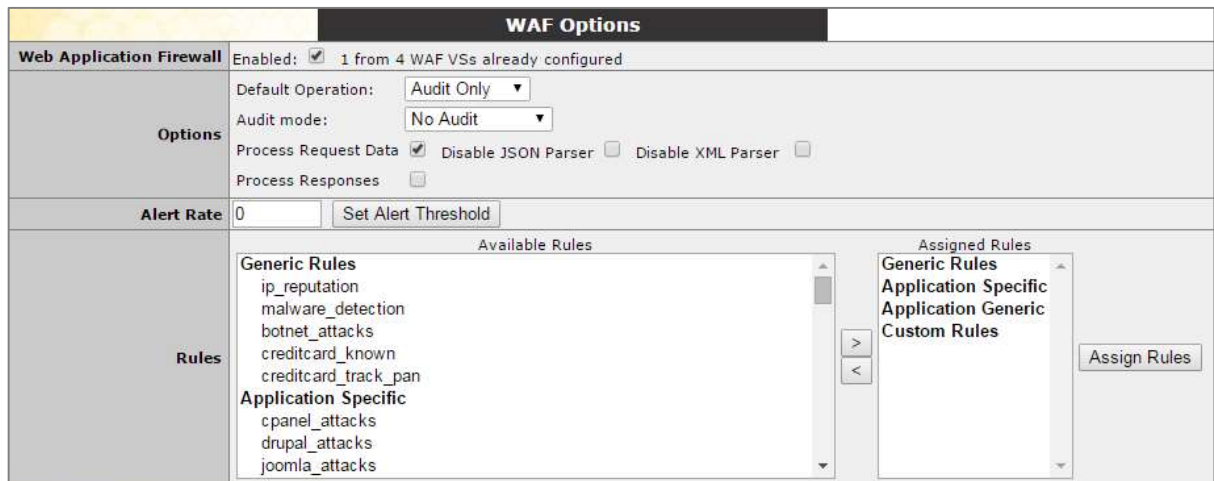 WAF Options
Web Application Firewall Enabled: 1 from 4 WAF VSs already configured
Options
Default Operation: Audit Only
Audit mode: No Audit
Process Request Data Disable JSON Parser Disable XML Parser
Process Responses
Alert Rate 0 Set Alert Threshold
Rules
Available Rules
Generic Rules
ip_reputation
malware_detection
botnet_attacks
creditcard_known
creditcard_track_pan
Application Specific
cpanel_attacks
drupal_attacks
joomla_attacks
>
<
Assigned Rules
Generic Rules
Application Specific
Application Generic
Custom Rules
Assign Rules